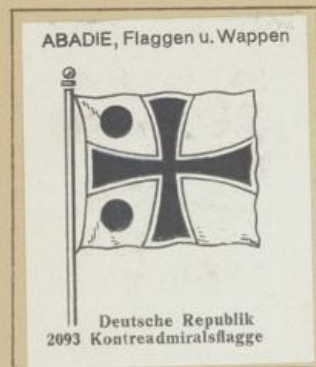 ABADIE, Flaggen u. Wappen
Deutsche Republik
2093 Kontreadmiralsflagge